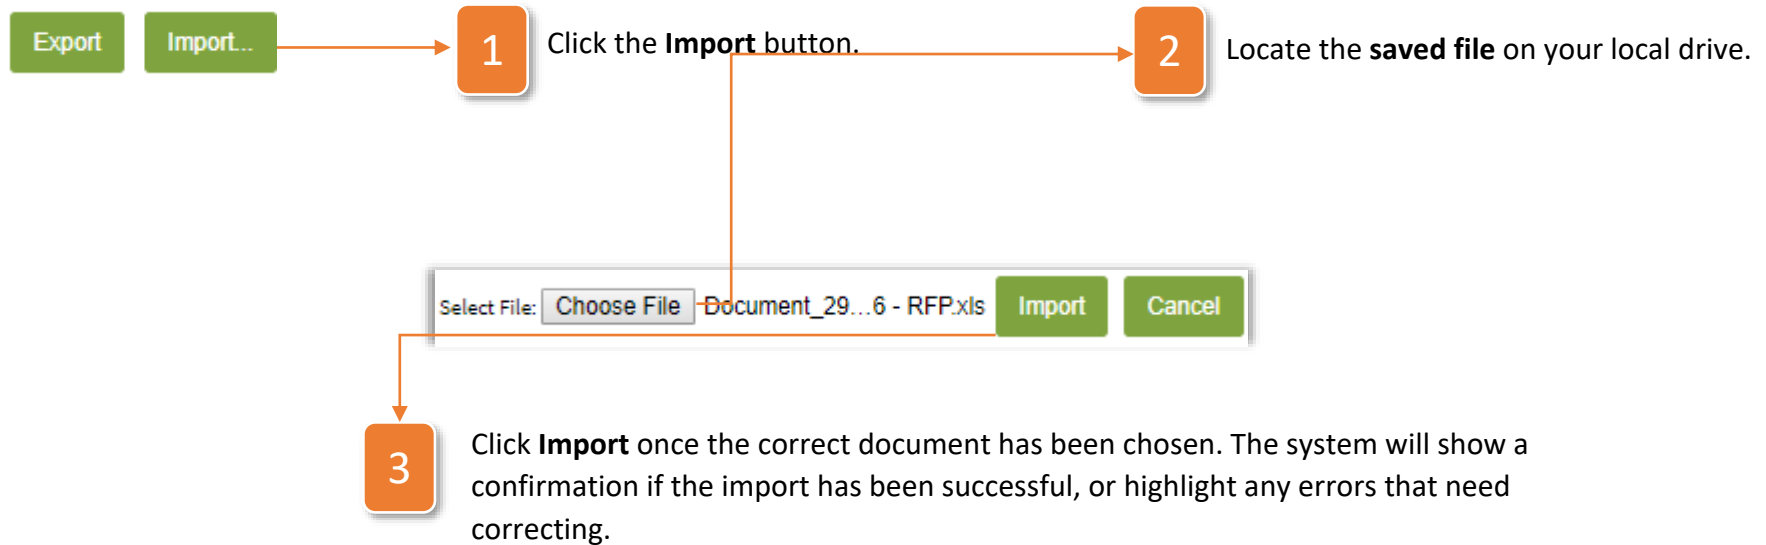 Export
Import...
1
Click the Import button.
2
Locate the saved file on your local drive.
Select File: Choose File Document_29...6 - RFP.xls Import Cancel
3
Click Import once the correct document has been chosen. The system will show a
confirmation if the import has been successful, or highlight any errors that need
correcting.